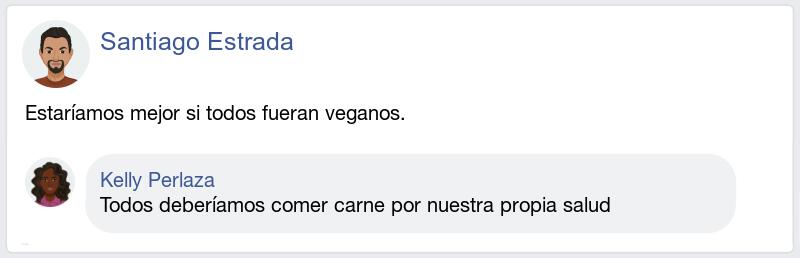 Santiago Estrada
Estaríamos mejor si todos fueran veganos.
Kelly Perlaza
Todos deberíamos comer carne por nuestra propia salud